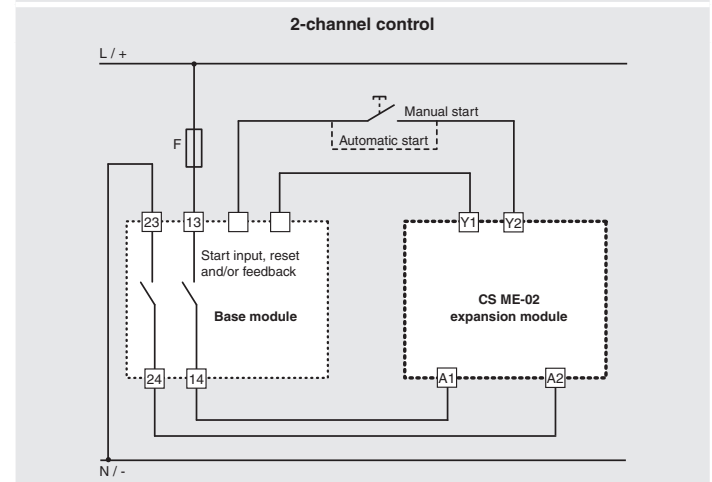 2-channel control
L / +
Manual start
Automatic start
F
23
13
Y1
Y2
Start input, reset
and/or feedback
Base module
CS ME-02
expansion module
24
14
A1
A2
N / -